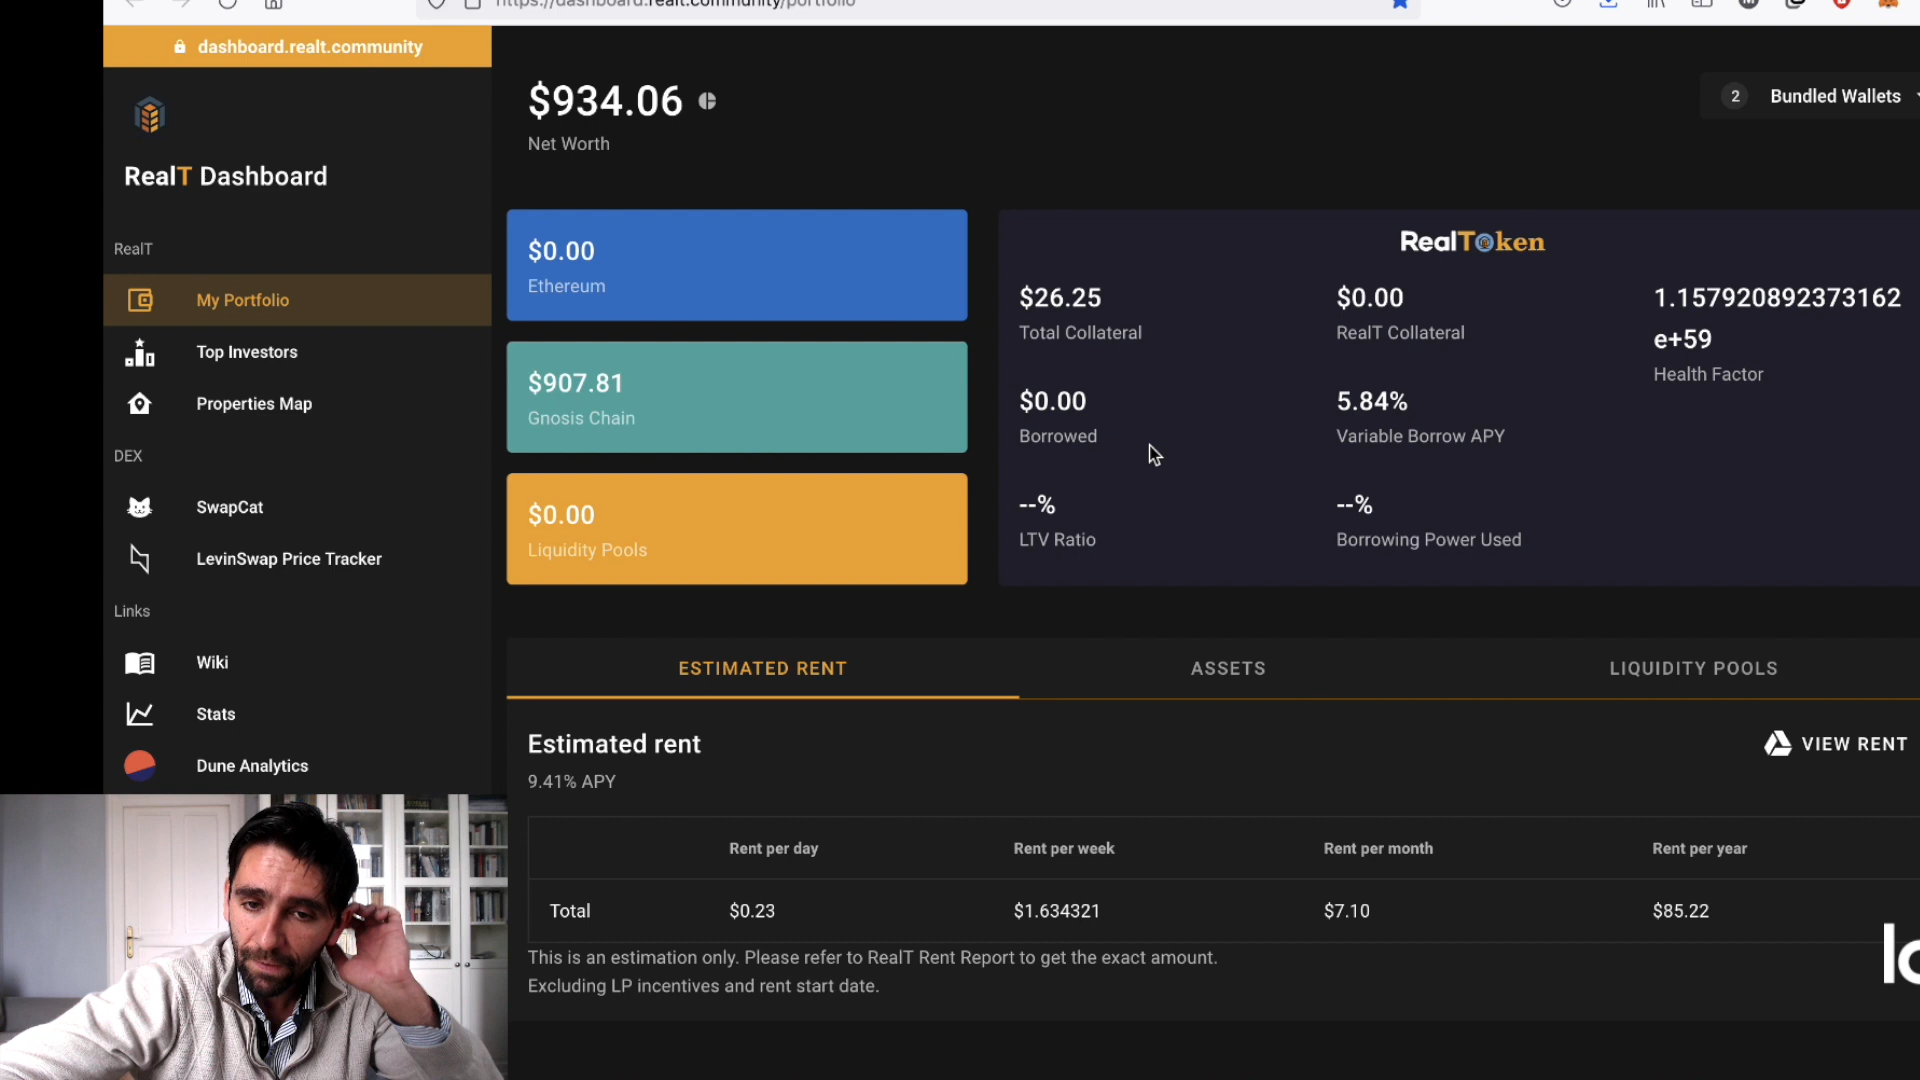 https://dashboard.realt.community/portfolio
dashboard.realt.community
RealT Dashboard
RealT
My Portfolio
Top Investors
Properties Map
DEX
SwapCat
LevinSwap Price Tracker
Links
Wiki
Stats
Dune Analytics
$934.06
Net Worth
2 Bundled Wallets
$0.00
Ethereum
$907.81
Gnosis Chain
$0.00
Liquidity Pools
RealToken
$26.25
Total Collateral
$0.00
RealT Collateral
1.157920892373162
e+59
Health Factor
$0.00
Borrowed
5.84%
Variable Borrow APY
--%
LTV Ratio
--%
Borrowing Power Used
ESTIMATED RENT
ASSETS
LIQUIDITY POOLS
Estimated rent
9.41% APY
VIEW RENT
Rent per day Rent per week Rent per month Rent per year
Total $0.23 $1.634321 $7.10 $85.22
This is an estimation only. Please refer to RealT Rent Report to get the exact amount.
Excluding LP incentives and rent start date.